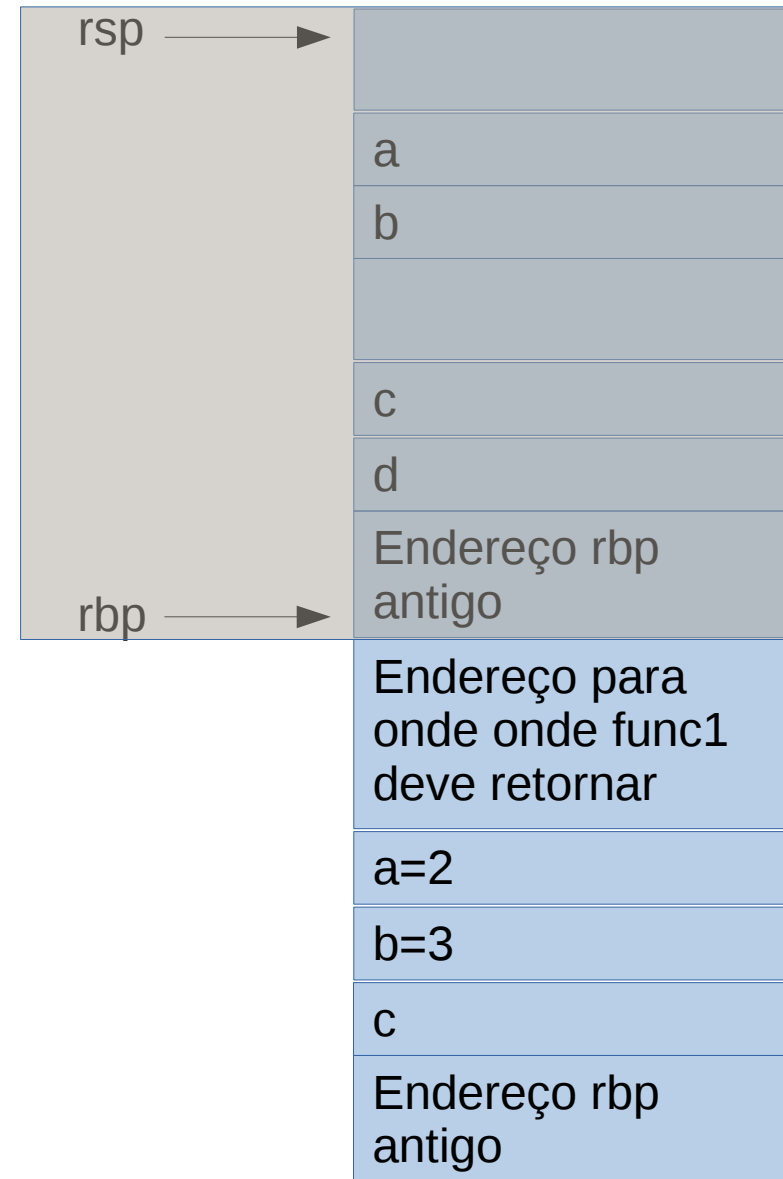 rsp
a
b
c
d
Endereço rbp
antigo
rbp
Endereço para
onde onde func1
deve retornar
a=2
b=3
c
Endereço rbp
antigo